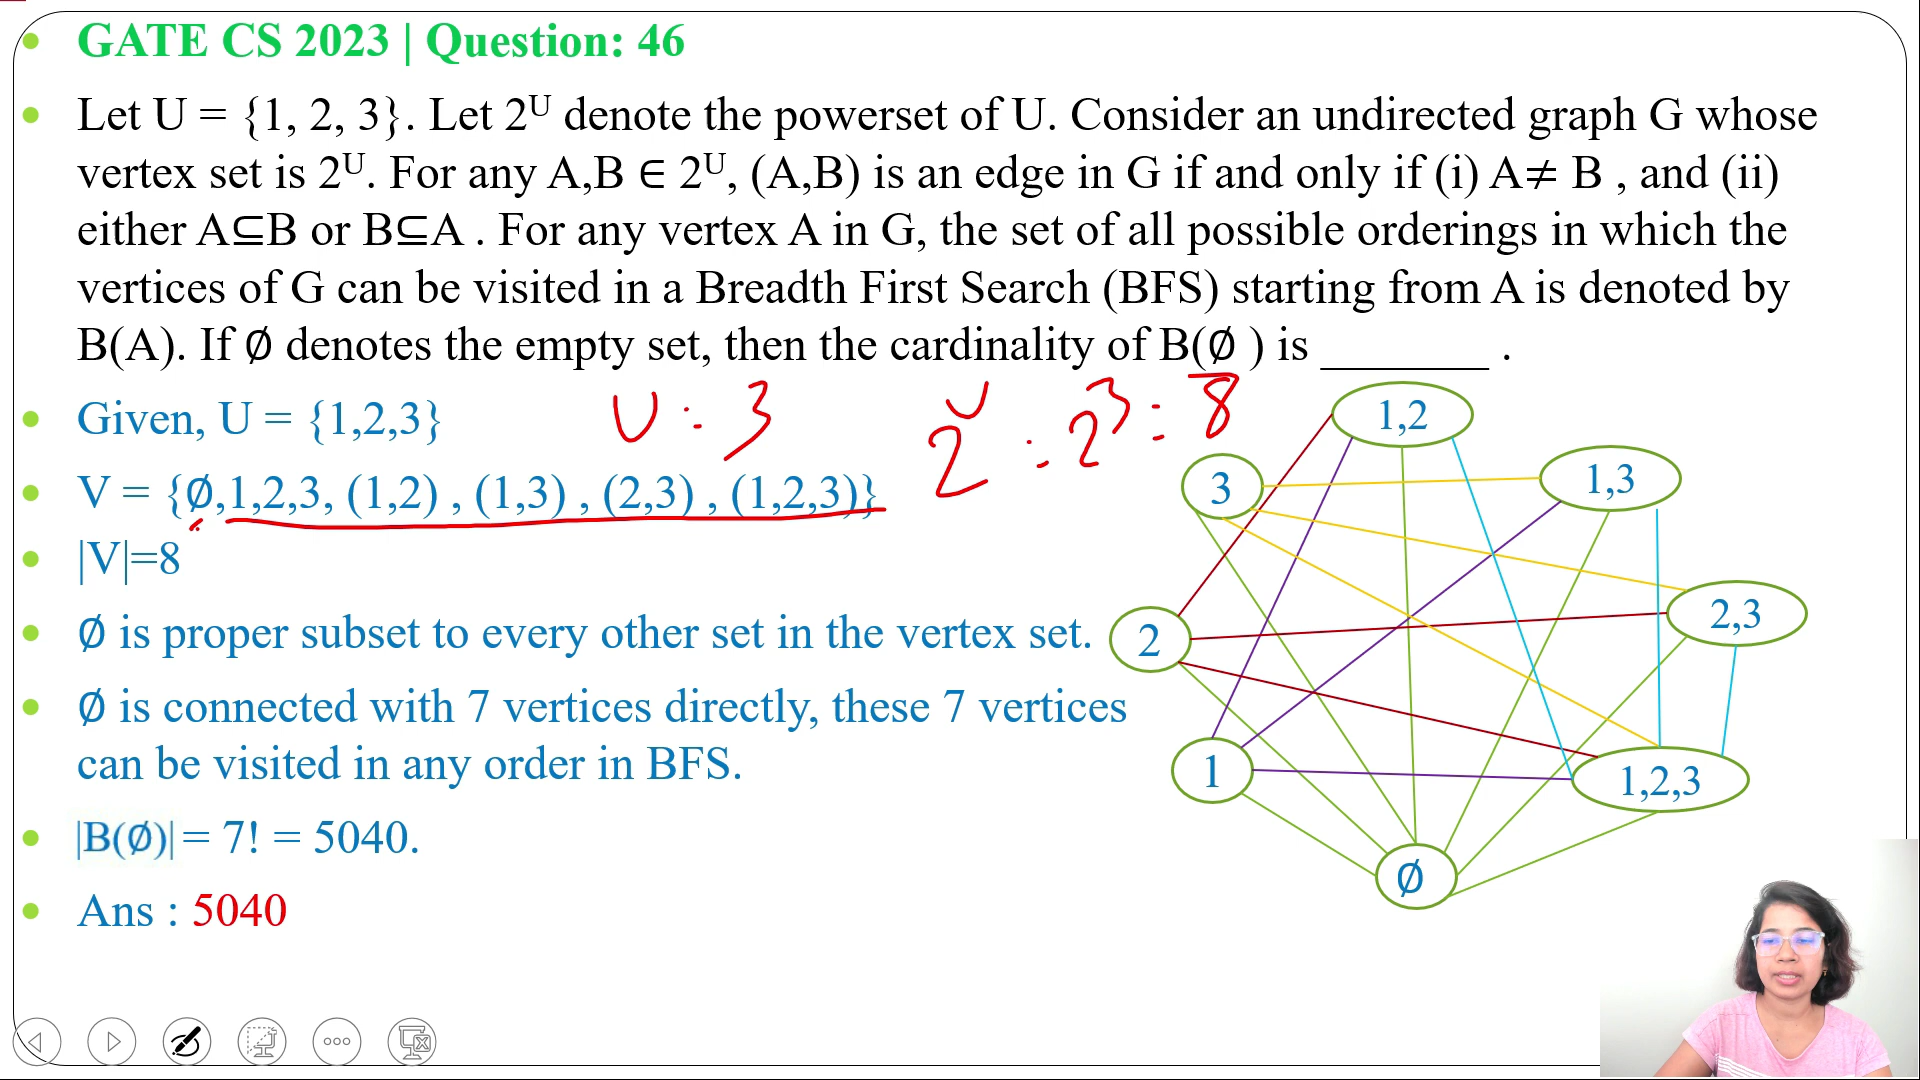 GATE CS 2023 | Question: 46
Let U = {1, 2, 3}. Let 2ᵁ denote the powerset of U. Consider an undirected graph G whose
vertex set is 2ᵁ. For any A,B ∈ 2ᵁ, (A,B) is an edge in G if and only if (i) A≠ B , and (ii)
either A⊆B or B⊆A . For any vertex A in G, the set of all possible orderings in which the
vertices of G can be visited in a Breadth First Search (BFS) starting from A is denoted by
B(A). If ∅ denotes the empty set, then the cardinality of B(∅ ) is ________ .
Given, U = {1,2,3}
U : 3
2ᵁ : 2³ : 8
V = {∅,1,2,3, (1,2) , (1,3) , (2,3) , (1,2,3)}
|V|=8
∅ is proper subset to every other set in the vertex set.
∅ is connected with 7 vertices directly, these 7 vertices
can be visited in any order in BFS.
|B(∅)| = 7! = 5040.
Ans : 5040
1,2
3
1,3
2
2,3
1
1,2,3
∅